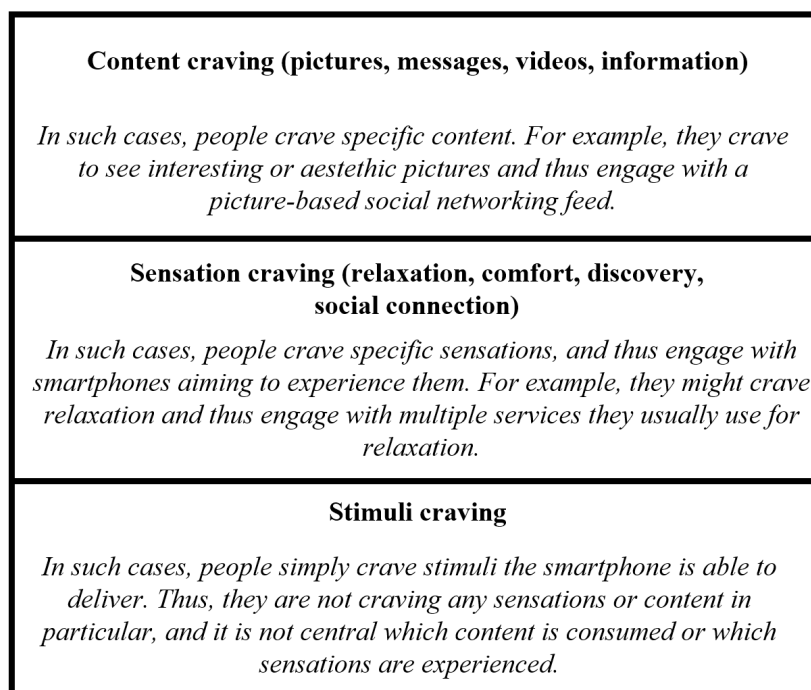 Content craving (pictures, messages, videos, information)
In such cases, people crave specific content. For example, they crave
to see interesting or aestethic pictures and thus engage with a
picture-based social networking feed.
Sensation craving (relaxation, comfort, discovery,
social connection)
In such cases, people crave specific sensations, and thus engage with
smartphones aiming to experience them. For example, they might crave
relaxation and thus engage with multiple services they usually use for
relaxation.
Stimuli craving
In such cases, people simply crave stimuli the smartphone is able to
deliver. Thus, they are not craving any sensations or content in
particular, and it is not central which content is consumed or which
sensations are experienced.